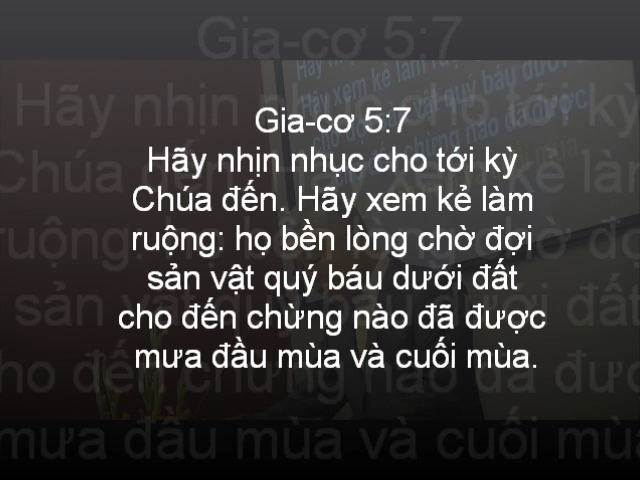 Gia-cơ 5:7
Hãy nhịn nhục cho tới kỳ
Chúa đến. Hãy xem kẻ làm
ruộng: họ bền lòng chờ đợi
sản vật quý báu dưới đất
cho đến chừng nào đã được
mưa đầu mùa và cuối mùa.